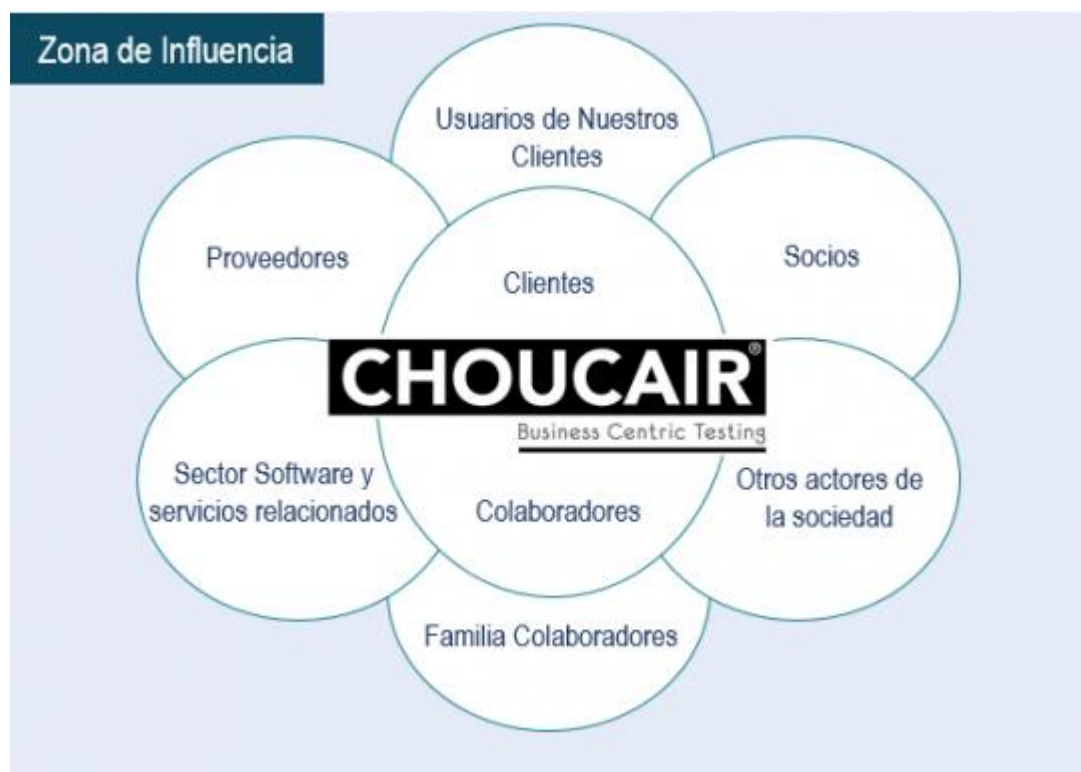 Zona de Influencia
Usuarios de Nuestros
Clientes
Proveedores
Socios
Clientes
CHOUCAIR®
Business Centric Testing
Sector Software y
servicios relacionados
Colaboradores
Otros actores de
la sociedad
Familia Colaboradores